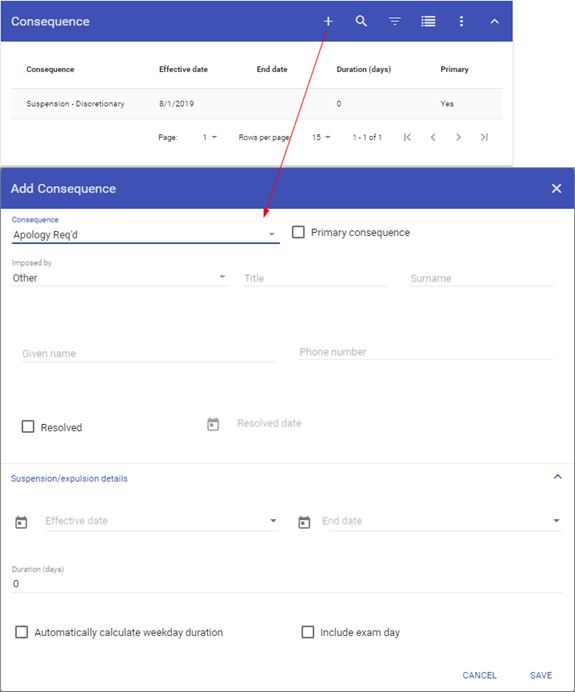 Consequence
Consequence Effective date End date Duration (days) Primary
Suspension - Discretionary 8/1/2019 0 Yes
Page: 1 Rows per page: 15 1 - 1 of 1
Add Consequence
Consequence
Apology Req'd Primary consequence
Imposed by
Other Title Surname
Given name Phone number
Resolved Resolved date
Suspension/expulsion details
Effective date End date
Duration (days)
0
Automatically calculate weekday duration Include exam day
CANCEL SAVE